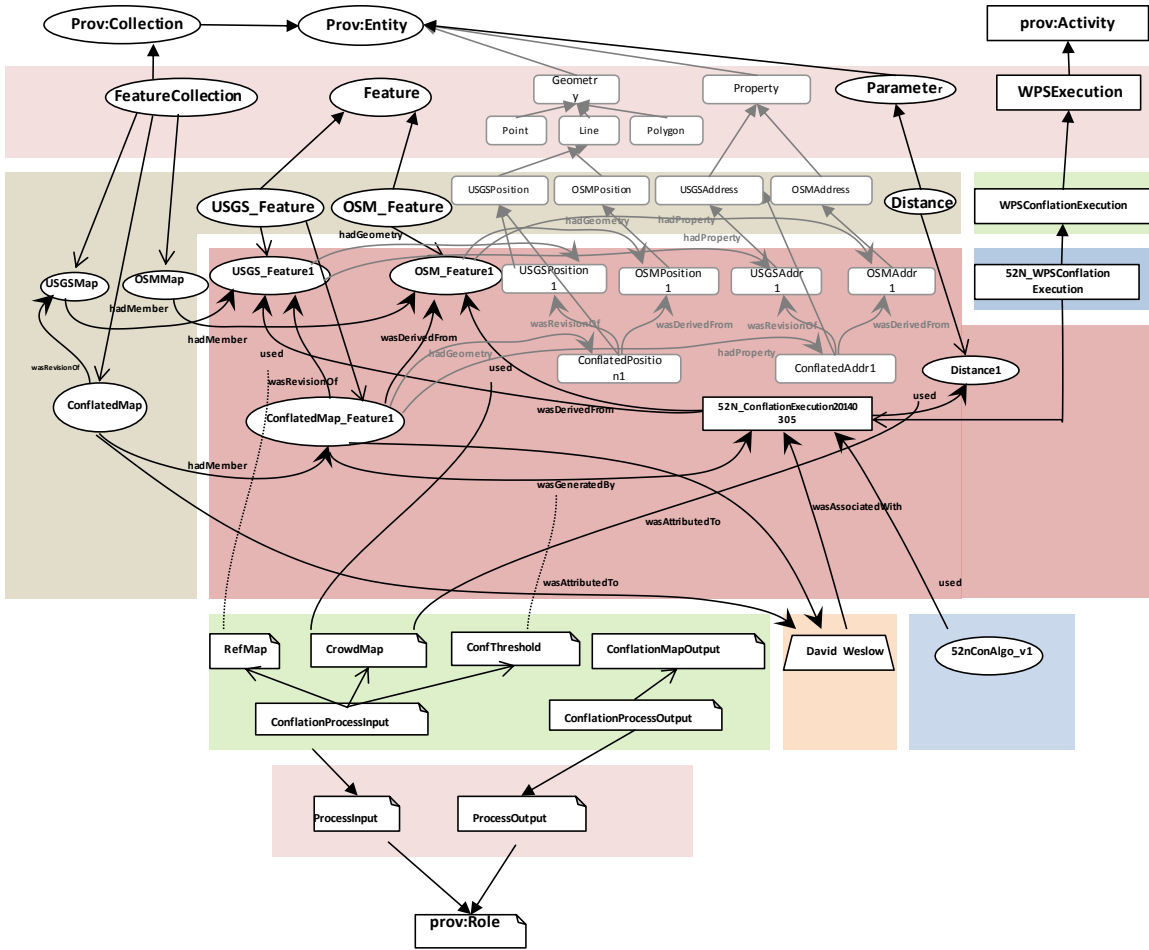 Prov:Collection
Prov:Entity
prov:Activity
FeatureCollection
Feature
Geometr
y
Property
Parameter
WPSExecution
Point
Line
Polygon
USGS_Feature
OSM_Feature
USGSPosition
OSMPosition
USGSAddress
OSMAddress
Distance
WPSConflationExecution
hadGeometry
hadGeometry
hadProperty
hadProperty
USGSMap
OSMMap
USGS_Feature1
OSM_Feature1
USGSPosition
1
OSMPosition
1
USGSAddr
1
OSMAddr
1
52N_WPSConflation
Execution
hadMember
hadMember
used
wasDerivedFrom
wasRevisionOf
wasDerivedFrom
wasRevisionOf
wasDerivedFrom
wasRevisionOf
wasRevisionOf
hadGeometry
used
hadProperty
ConflatedPositio
n1
ConflatedAddr1
Distance1
used
ConflatedMap
ConflatedMap_Feature1
wasDerivedFrom
52N_ConflationExecution20140
305
hadMember
wasGeneratedBy
wasAssociatedWith
wasAttributedTo
wasAttributedTo
used
RefMap
CrowdMap
ConfThreshold
ConflationMapOutput
David Weslow
52nConAlgo_v1
ConflationProcessInput
ConflationProcessOutput
ProcessInput
ProcessOutput
prov:Role